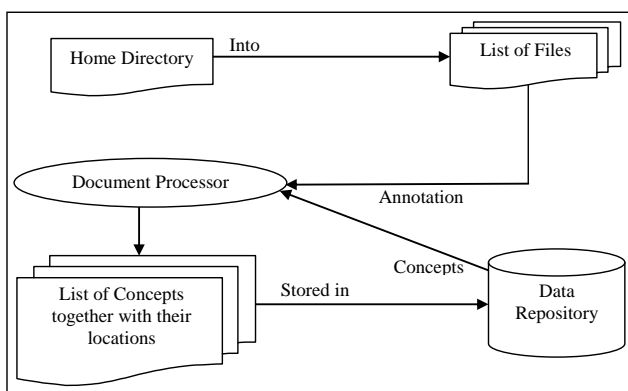 Into
Home Directory
List of Files
Document Processor
Annotation
Concepts
List of Concepts
together with their
locations
Stored in
Data
Repository